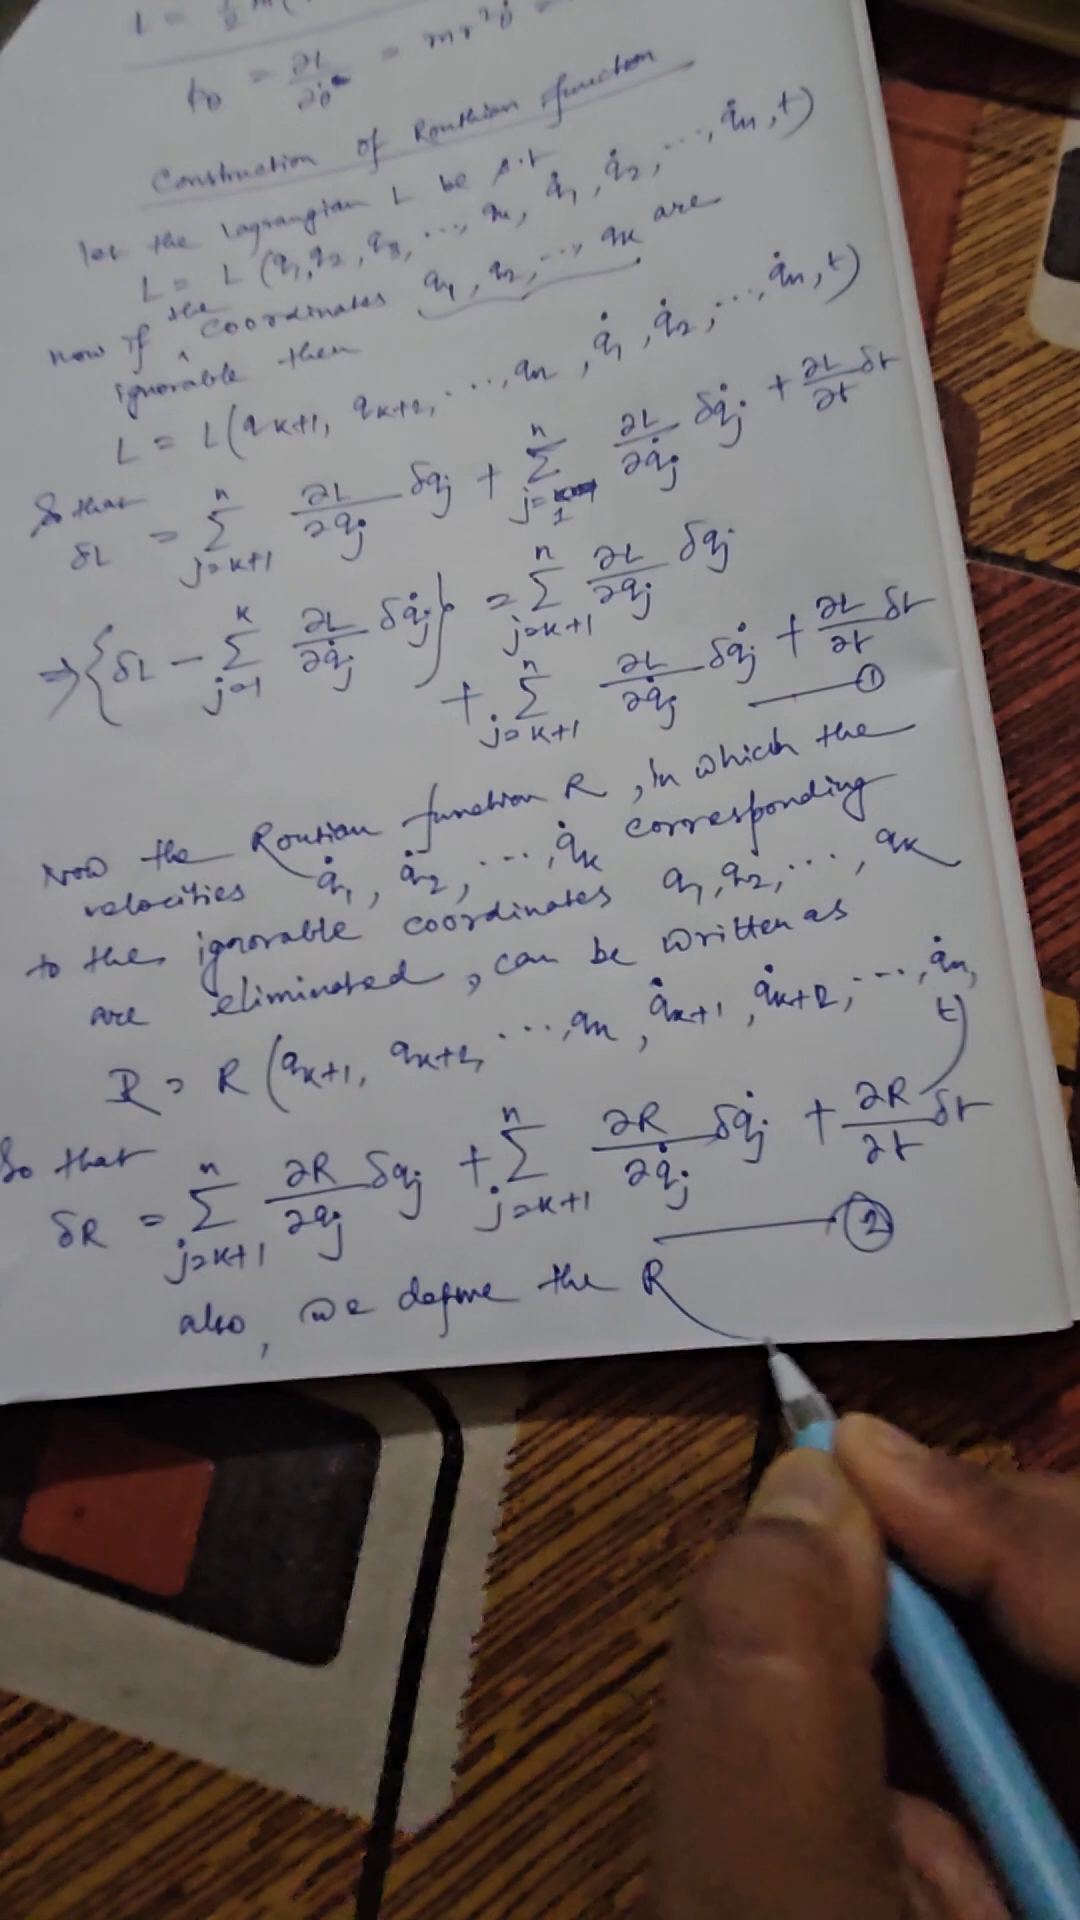 L = 1/2 m(
p_θ = ∂L/∂θ̇ = mr²θ̇ =
Construction of Routhian function
let the lagrangian L be s.t
L = L (q₁, q₂, q₃, ..., qₙ, q̇₁, q̇₂, ..., q̇ₙ, t)
now if the coordinates q₁, q₂, ..., qₖ are
ignorable then
L = L(qₖ₊₁, qₖ₊₂, ..., qₙ, q̇₁, q̇₂, ..., q̇ₙ, t)
So that
δL = Σ_{j=k+1}^{n} ∂L/∂qⱼ δqⱼ + Σ_{j=1}^{n} ∂L/∂q̇ⱼ δq̇ⱼ + ∂L/∂t δt
⇒ {δL − Σ_{j=1}^{k} ∂L/∂q̇ⱼ δq̇ⱼ} = Σ_{j=k+1}^{n} ∂L/∂qⱼ δqⱼ
+ Σ_{j=k+1}^{n} ∂L/∂q̇ⱼ δq̇ⱼ + ∂L/∂t δt
—— ①
Now the Routian function R, in which the
velocities q̇₁, q̇₂, ..., q̇ₖ corresponding
to the ignorable coordinates q₁, q₂, ..., qₖ
are eliminated, can be written as
R = R (qₖ₊₁, qₖ₊₂, ..., qₙ, q̇ₖ₊₁, q̇ₖ₊₂, ..., q̇ₙ,
t)
So that
δR = Σ_{j=k+1}^{n} ∂R/∂qⱼ δqⱼ + Σ_{j=k+1}^{n} ∂R/∂q̇ⱼ δq̇ⱼ + ∂R/∂t δt
—— ②
also, we define the R